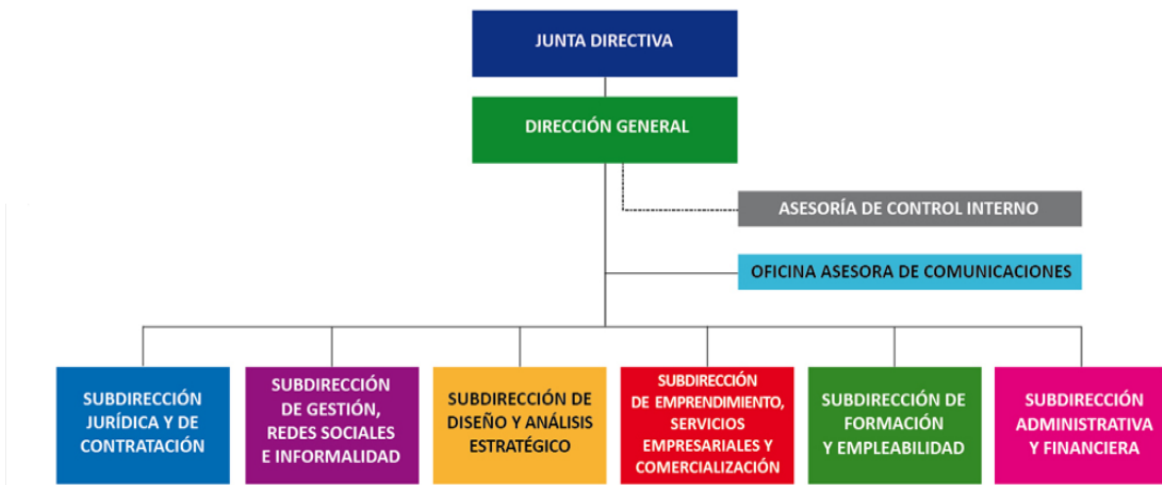 JUNTA DIRECTIVA
DIRECCIÓN GENERAL
ASESORÍA DE CONTROL INTERNO
OFICINA ASESORA DE COMUNICACIONES
SUBDIRECCIÓN
JURÍDICA Y DE
CONTRATACIÓN
SUBDIRECCIÓN
DE GESTIÓN,
REDES SOCIALES
E INFORMALIDAD
SUBDIRECCIÓN DE
DISEÑO Y ANÁLISIS
ESTRATÉGICO
SUBDIRECCIÓN
DE EMPRENDIMIENTO,
SERVICIOS
EMPRESARIALES Y
COMERCIALIZACIÓN
SUBDIRECCIÓN DE
FORMACIÓN
Y EMPLEABILIDAD
SUBDIRECCIÓN
ADMINISTRATIVA
Y FINANCIERA